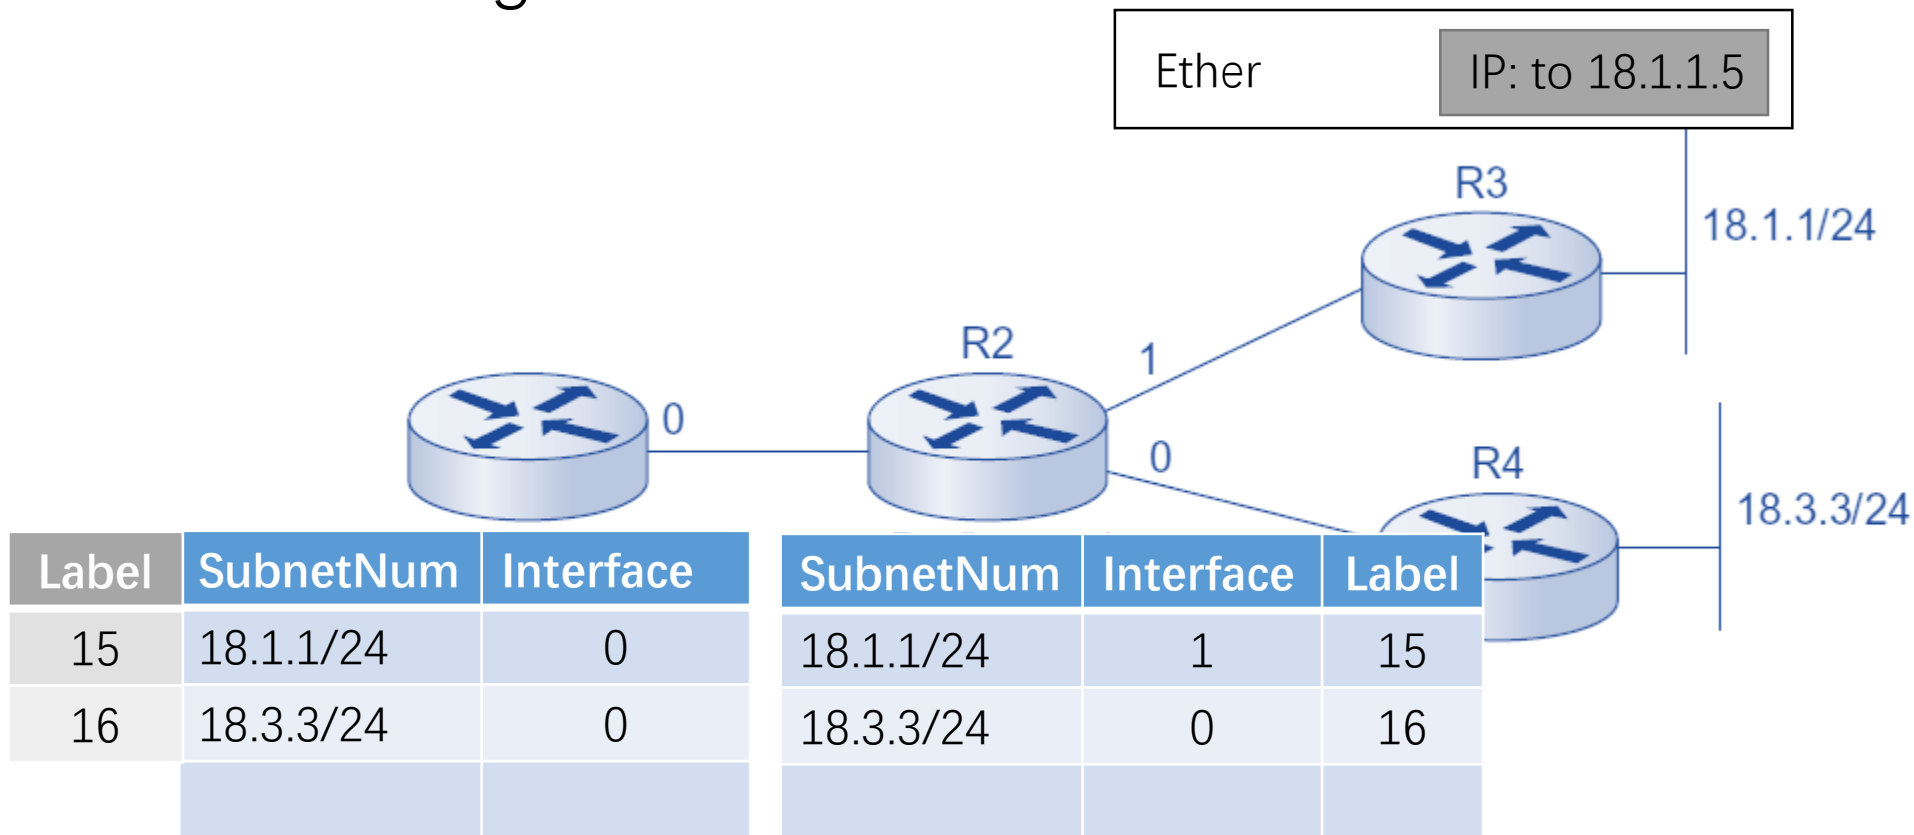 Ether IP: to 18.1.1.5
R3
18.1.1/24
R2
1
0
0
R4
18.3.3/24
Label SubnetNum Interface
15 18.1.1/24 0
16 18.3.3/24 0
SubnetNum Interface Label
18.1.1/24 1 15
18.3.3/24 0 16